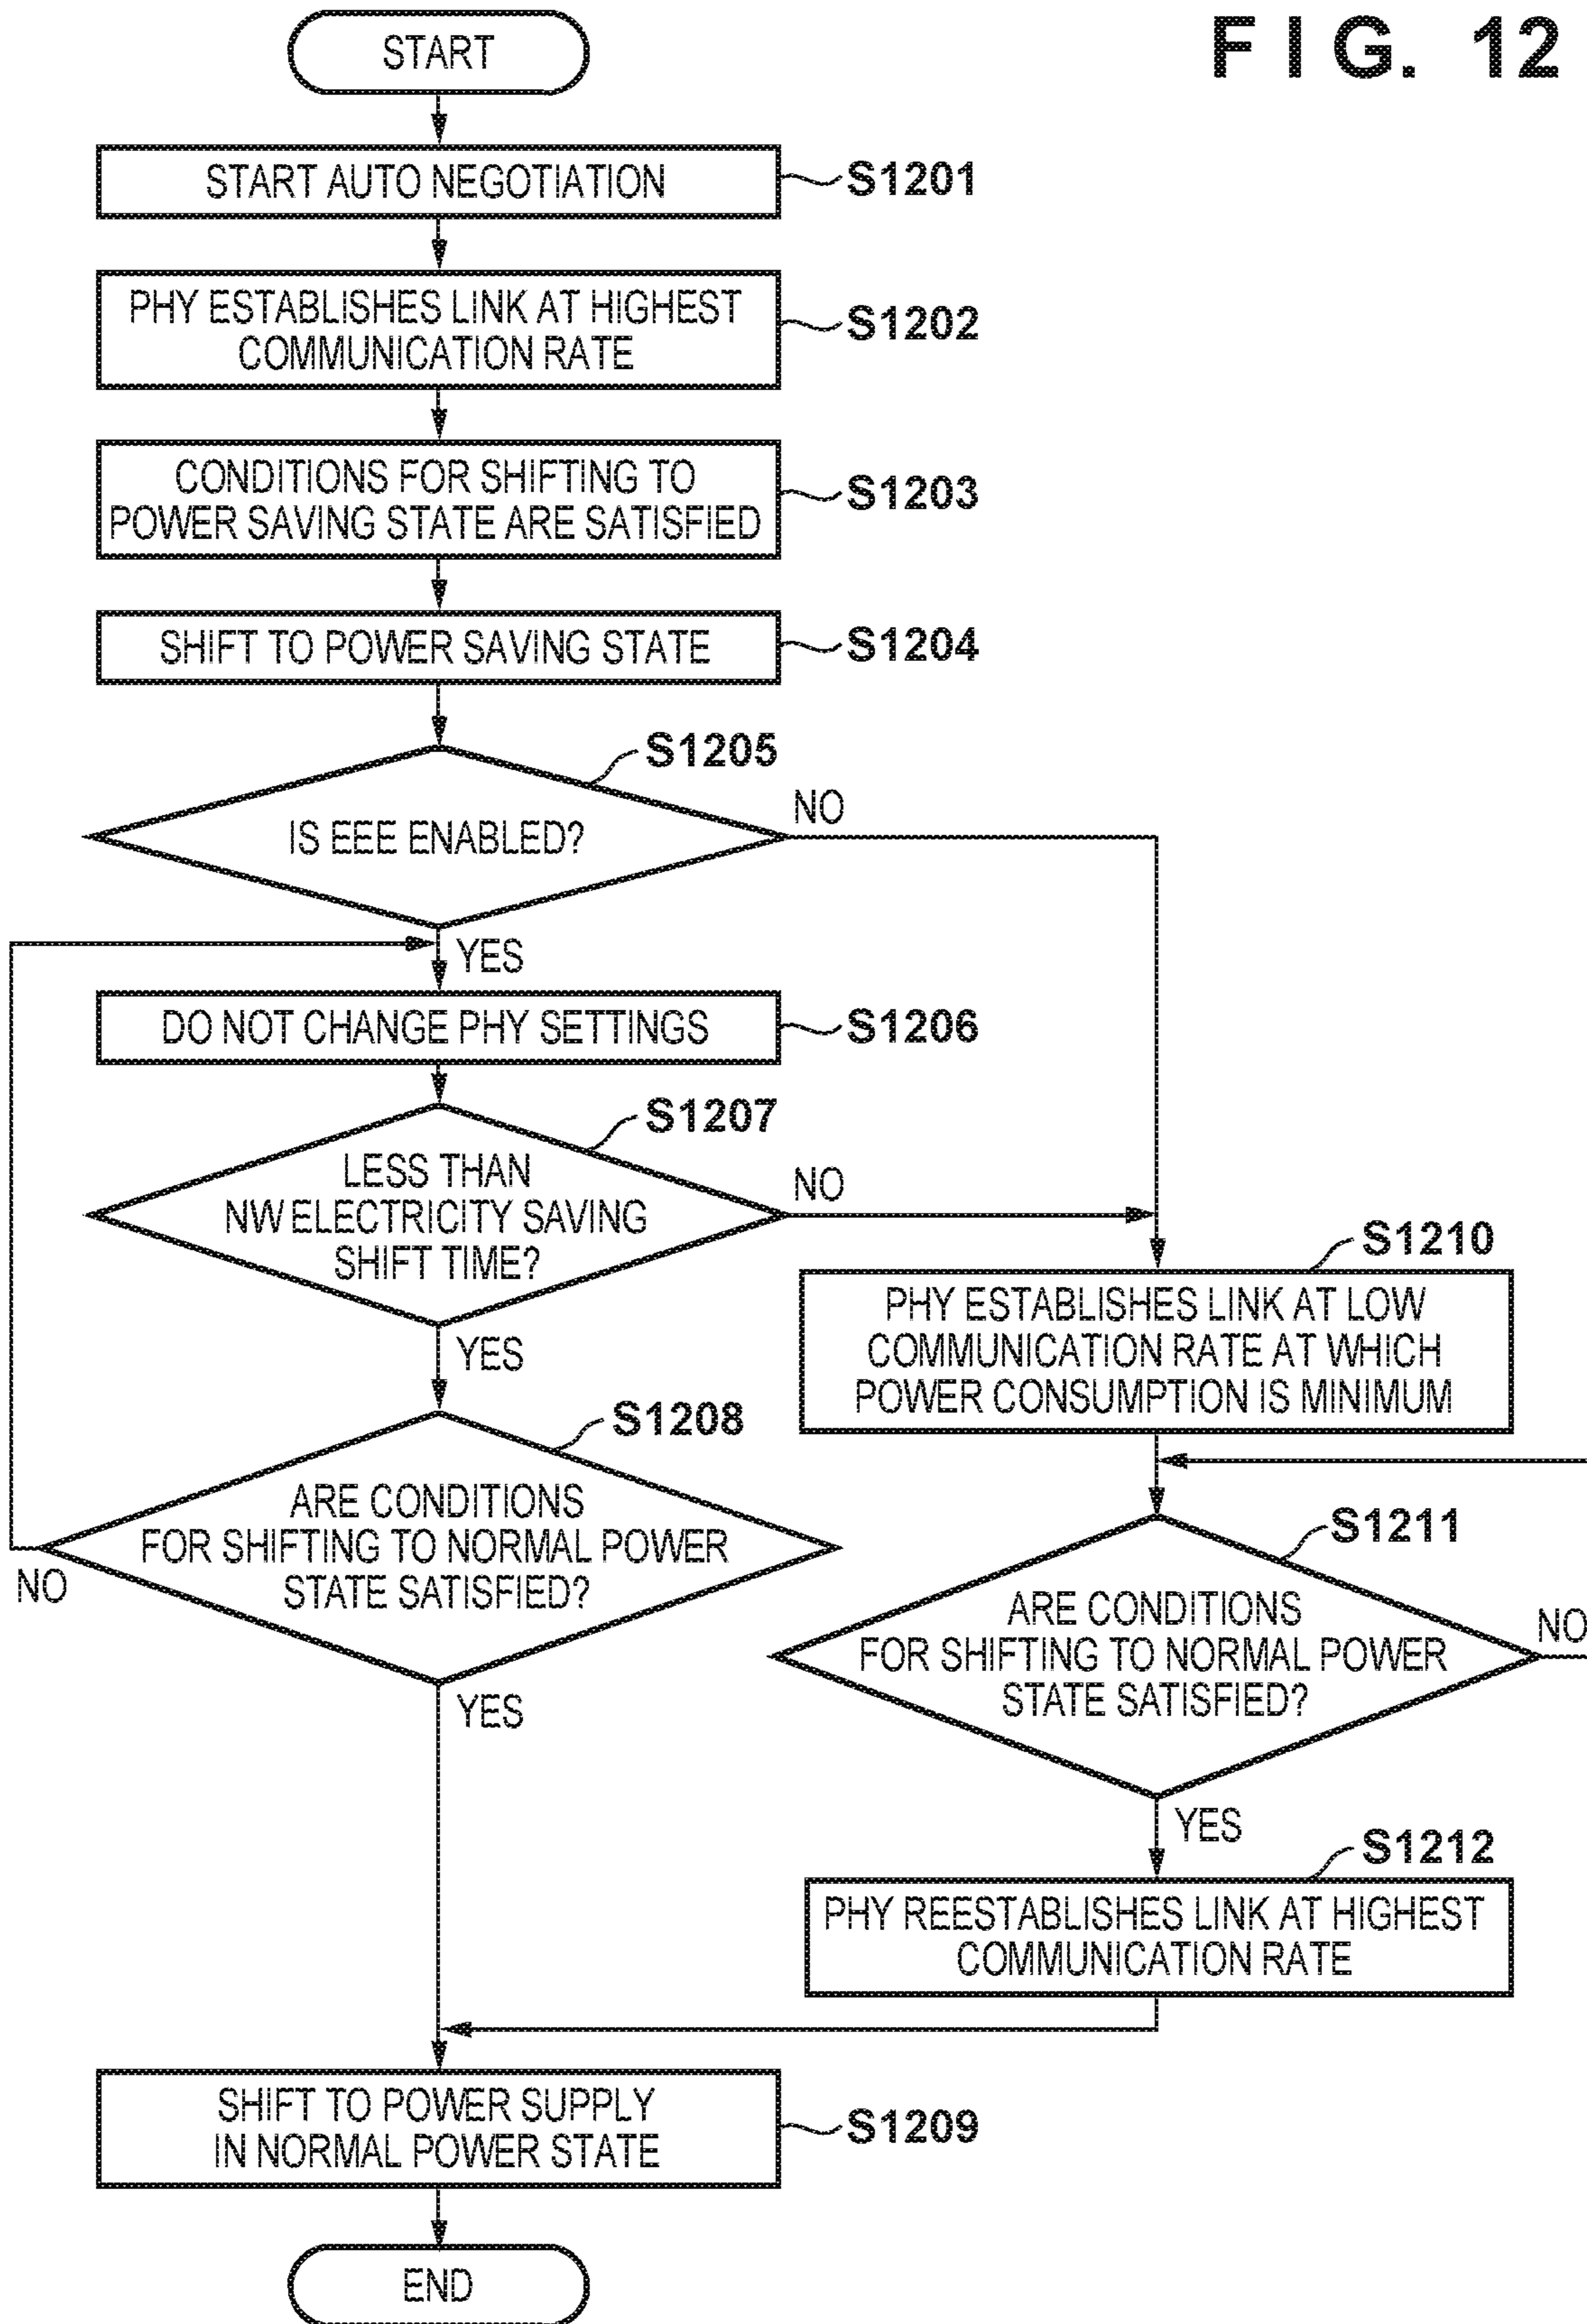 FIG. 12
START
START AUTO NEGOTIATION
S1201
PHY ESTABLISHES LINK AT HIGHEST
COMMUNICATION RATE
S1202
CONDITIONS FOR SHIFTING TO
POWER SAVING STATE ARE SATISFIED
S1203
SHIFT TO POWER SAVING STATE
S1204
S1205
IS EEE ENABLED?
NO
YES
DO NOT CHANGE PHY SETTINGS
S1206
S1207
LESS THAN
NW ELECTRICITY SAVING
SHIFT TIME?
NO
YES
S1208
ARE CONDITIONS
FOR SHIFTING TO NORMAL POWER
STATE SATISFIED?
NO
YES
S1210
PHY ESTABLISHES LINK AT LOW
COMMUNICATION RATE AT WHICH
POWER CONSUMPTION IS MINIMUM
S1211
ARE CONDITIONS
FOR SHIFTING TO NORMAL POWER
STATE SATISFIED?
NO
YES
S1212
PHY REESTABLISHES LINK AT HIGHEST
COMMUNICATION RATE
SHIFT TO POWER SUPPLY
IN NORMAL POWER STATE
S1209
END